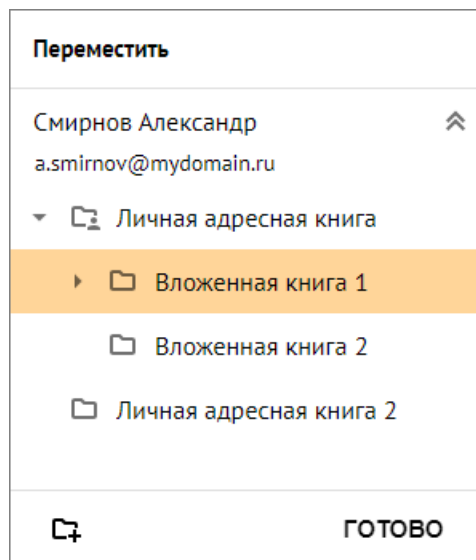 Переместить
Смирнов Александр
a.smirnov@mydomain.ru
Личная адресная книга
Вложенная книга 1
Вложенная книга 2
Личная адресная книга 2
ГОТОВО